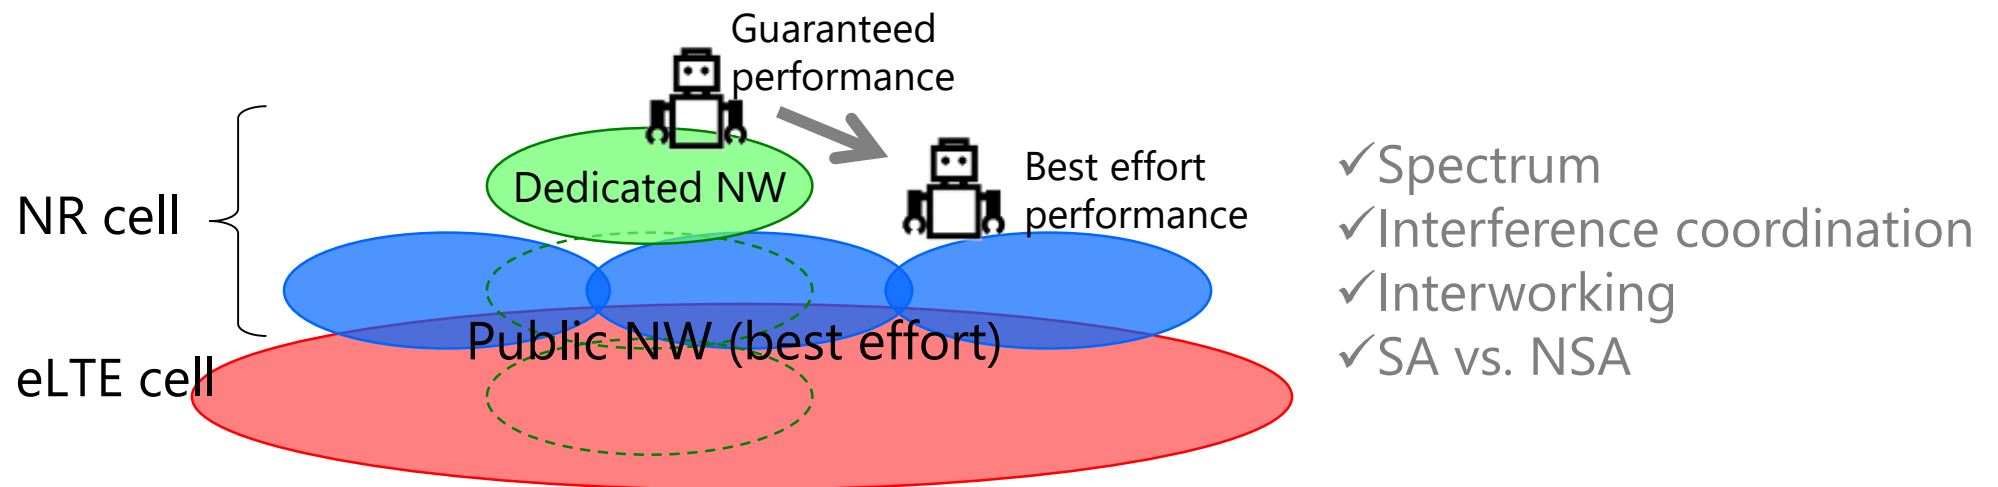 Guaranteed
performance
Best effort
performance
Dedicated NW
NR cell
Public NW (best effort)
eLTE cell
✓Spectrum
✓Interference coordination
✓Interworking
✓SA vs. NSA